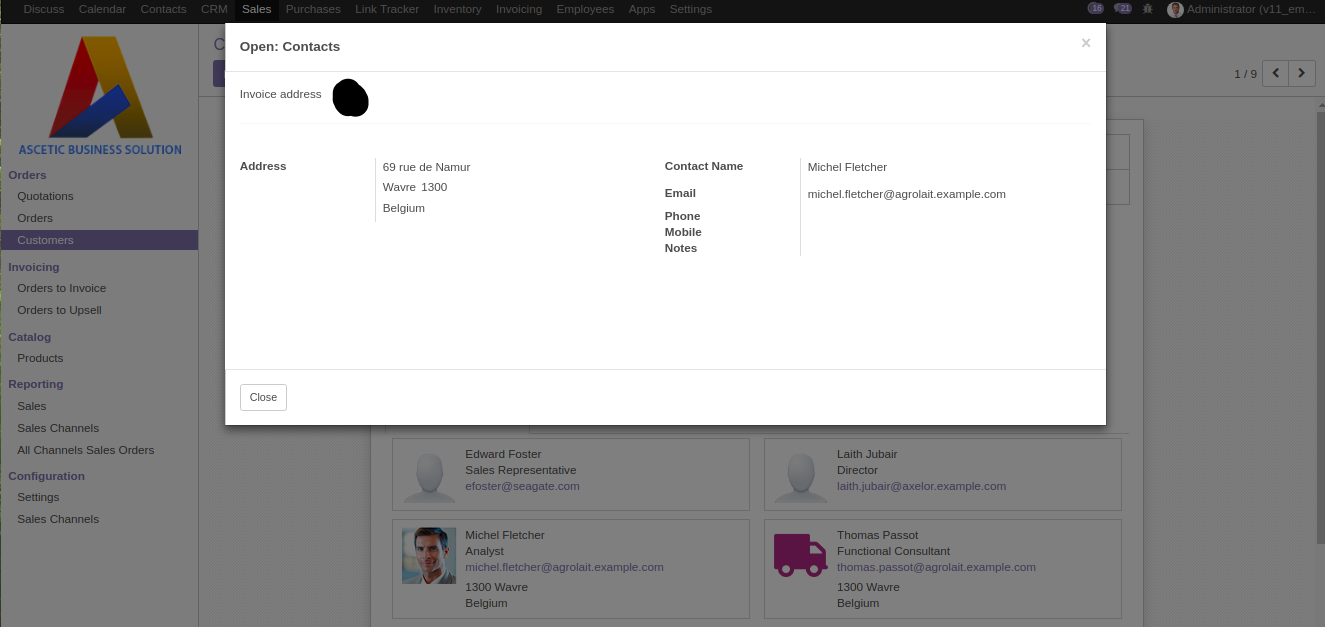 Discuss Calendar Contacts CRM Sales Purchases Link Tracker Inventory Invoicing Employees Apps Settings 16 21 Administrator (v11_em...
Open: Contacts ×
1 / 9
Invoice address
Address
69 rue de Namur
Wavre 1300
Belgium
Contact Name Michel Fletcher
Email michel.fletcher@agrolait.example.com
Phone
Mobile
Notes
Close
ASCETIC BUSINESS SOLUTION
Orders
Quotations
Orders
Customers
Invoicing
Orders to Invoice
Orders to Upsell
Catalog
Products
Reporting
Sales
Sales Channels
All Channels Sales Orders
Configuration
Settings
Sales Channels
Edward Foster
Sales Representative
efoster@seagate.com
Laith Jubair
Director
laith.jubair@axelor.example.com
Michel Fletcher
Analyst
michel.fletcher@agrolait.example.com
1300 Wavre
Belgium
Thomas Passot
Functional Consultant
thomas.passot@agrolait.example.com
1300 Wavre
Belgium